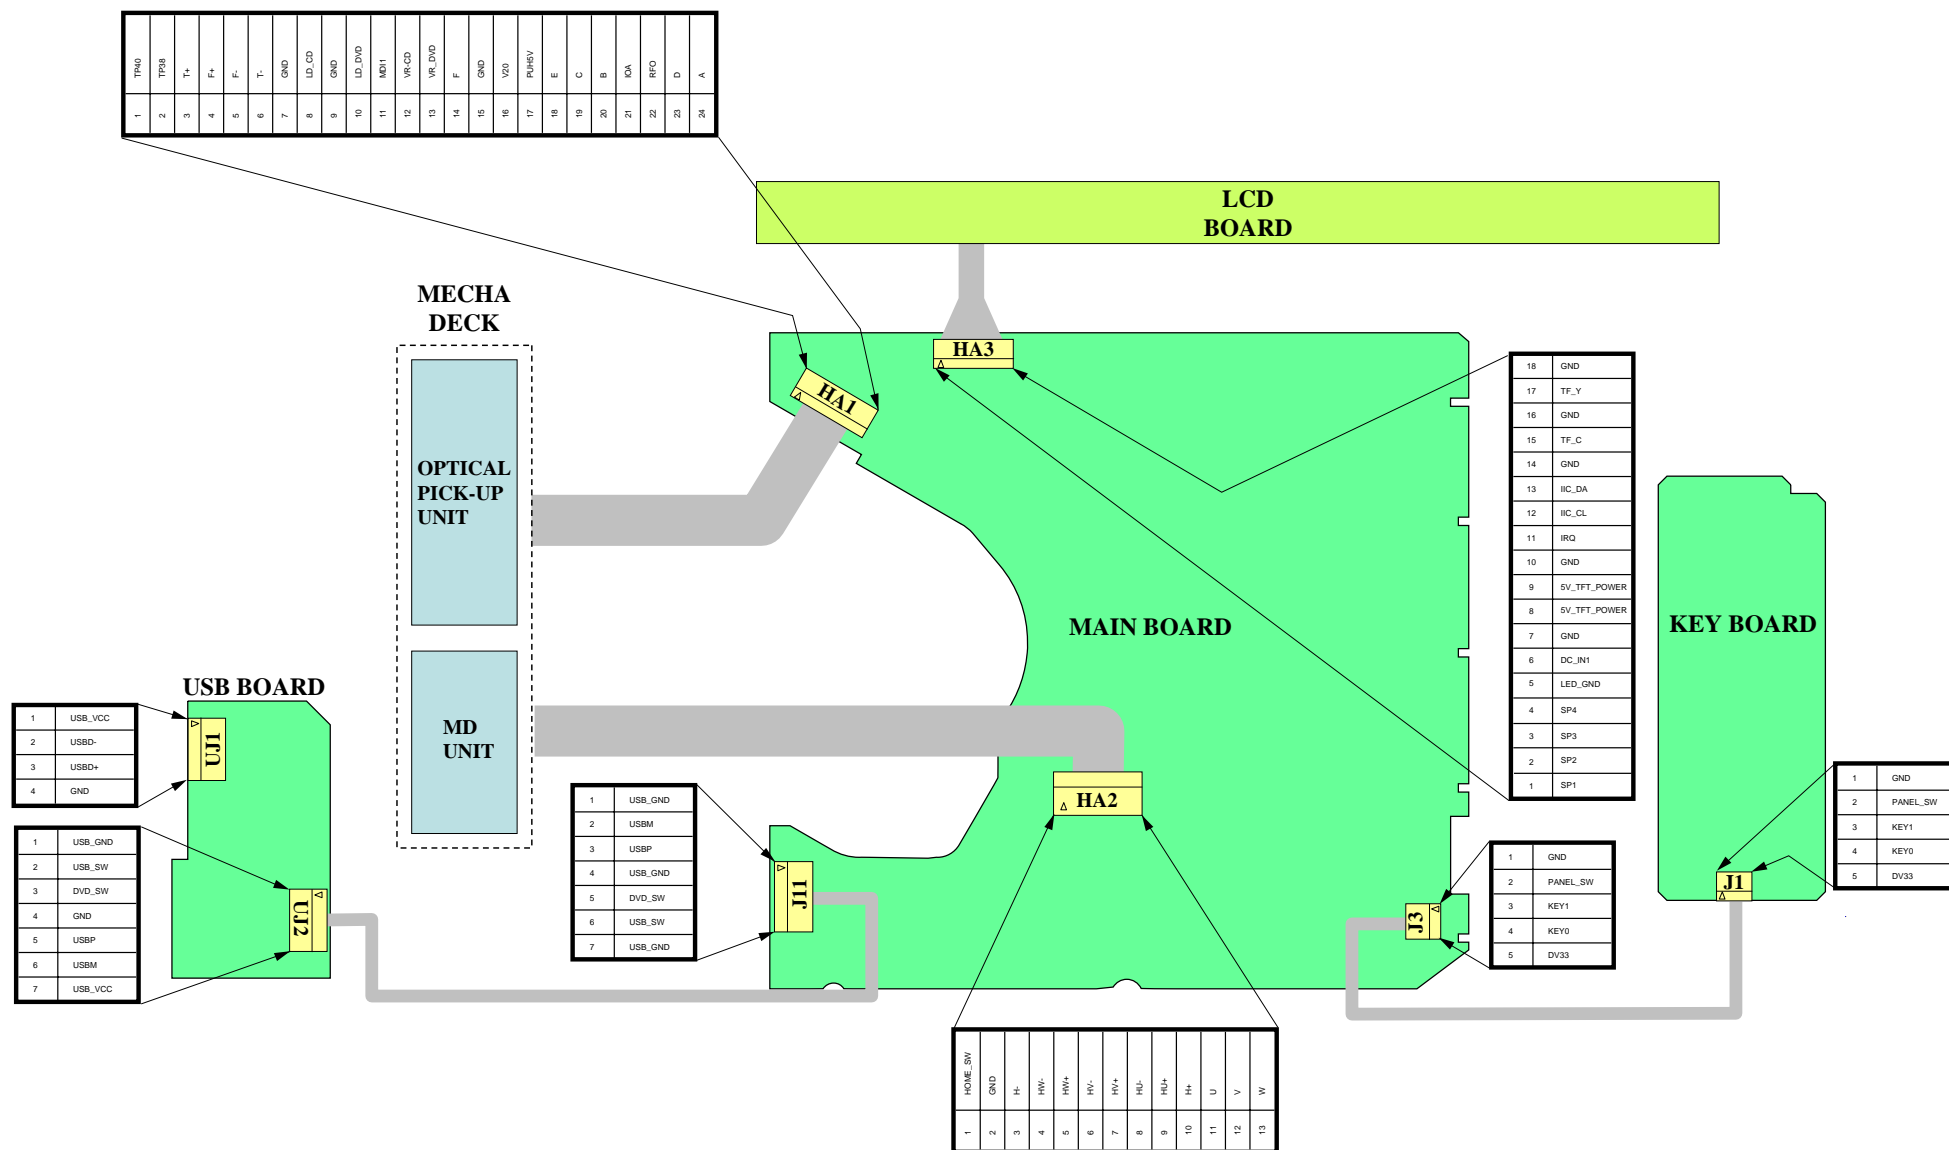 1 TP40
2 TP38
3 T+
4 F+
5 F-
6 T-
7 GND
8 LD_CD
9 GND
10 LD_DVD
11 MDI1
12 VR-CD
13 VR_DVD
14 F
15 GND
16 V20
17 PUH5V
18 E
19 C
20 B
21 IOA
22 RFO
23 D
24 A
LCD
BOARD
MECHA
DECK
OPTICAL
PICK-UP
UNIT
MD
UNIT
HA1
HA3
MAIN BOARD
HA2
18 GND
17 TF_Y
16 GND
15 TF_C
14 GND
13 IIC_DA
12 IIC_CL
11 IRQ
10 GND
9 5V_TFT_POWER
8 5V_TFT_POWER
7 GND
6 DC_IN1
5 LED_GND
4 SP4
3 SP3
2 SP2
1 SP1
KEY BOARD
J1
1 GND
2 PANEL_SW
3 KEY1
4 KEY0
5 DV33
USB BOARD
1 USB_VCC
2 USBD-
3 USBD+
4 GND
UJ1
1 USB_GND
2 USB_SW
3 DVD_SW
4 GND
5 USBP
6 USBM
7 USB_VCC
UJ2
1 USB_GND
2 USBM
3 USBP
4 USB_GND
5 DVD_SW
6 USB_SW
7 USB_GND
J11
J3
1 GND
2 PANEL_SW
3 KEY1
4 KEY0
5 DV33
1 HOME_SW
2 GND
3 H-
4 HW-
5 HW+
6 HV-
7 HV+
8 HU-
9 HU+
10 H+
11 U
12 V
13 W